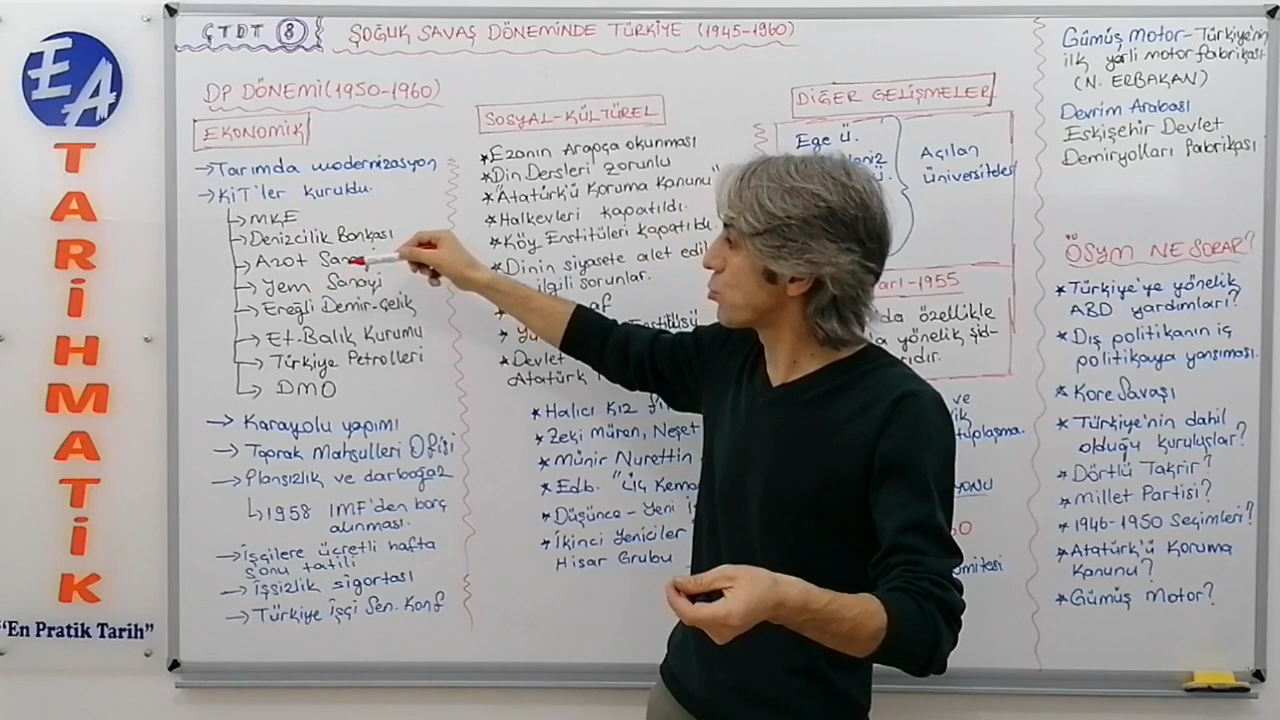 EA
TARİHMATİK
"En Pratik Tarih"
ÇTDT 8
SOĞUK SAVAŞ DÖNEMİNDE TÜRKİYE (1945-1960)
DP DÖNEMİ (1950-1960)
EKONOMİK
→Tarımda modernizasyon
→KİT'ler kuruldu.
→MKE
→Denizcilik Bankası
→Azot San
→Yem Sanayi
→Ereğli Demir-Çelik
→Et-Balık Kurumu
→Türkiye Petrolleri
→DMO
→Karayolu yapımı
→Toprak Mahsulleri Ofisi
→Plansızlık ve darboğaz
↳1958 IMF'den borç
alınması.
→İşçilere ücretli hafta
sonu tatili
→İşsizlik sigortası
→Türkiye İşçi Sen. Konf
SOSYAL-KÜLTÜREL
*Ezanın Arapça okunması
*Din Dersleri zorunlu
*"Atatürk'ü Koruma Kanunu"
*Halkevleri kapatıldı.
*Köy Enstitüleri kapatıldı.
*Dinin siyasete alet edil
ilgili sorunlar.
*Devlet
Atatürk
*Halıcı Kız
*Zeki Müren, Neşet
*Münir Nurettin
*Edb. "Üç Kema
*Düşünce - Yeni
*İkinci Yeniciler
Hisar Grubu
DİĞER GELİŞMELER
Ege Ü.
Açılan
üniversiteler
arı-1955
da özellikle
a yönelik şid-
ve
tuplaşma.
YONU
omitesi
Gümüş Motor-Türkiye'nin
ilk yerli motor fabrikası
(N. ERBAKAN)
Devrim Arabası
Eskişehir Devlet
Demiryolları fabrikası
ÖSYM NE SORAR?
*Türkiye'ye yönelik
ABD yardımları?
*Dış politikanın iç
politikaya yansıması.
*Kore Savaşı
*Türkiye'nin dahil
olduğu kuruluşlar?
*Dörtlü Takrir?
*Millet Partisi?
*1946-1950 Seçimleri?
*Atatürk'ü Koruma
Kanunu?
*Gümüş Motor?